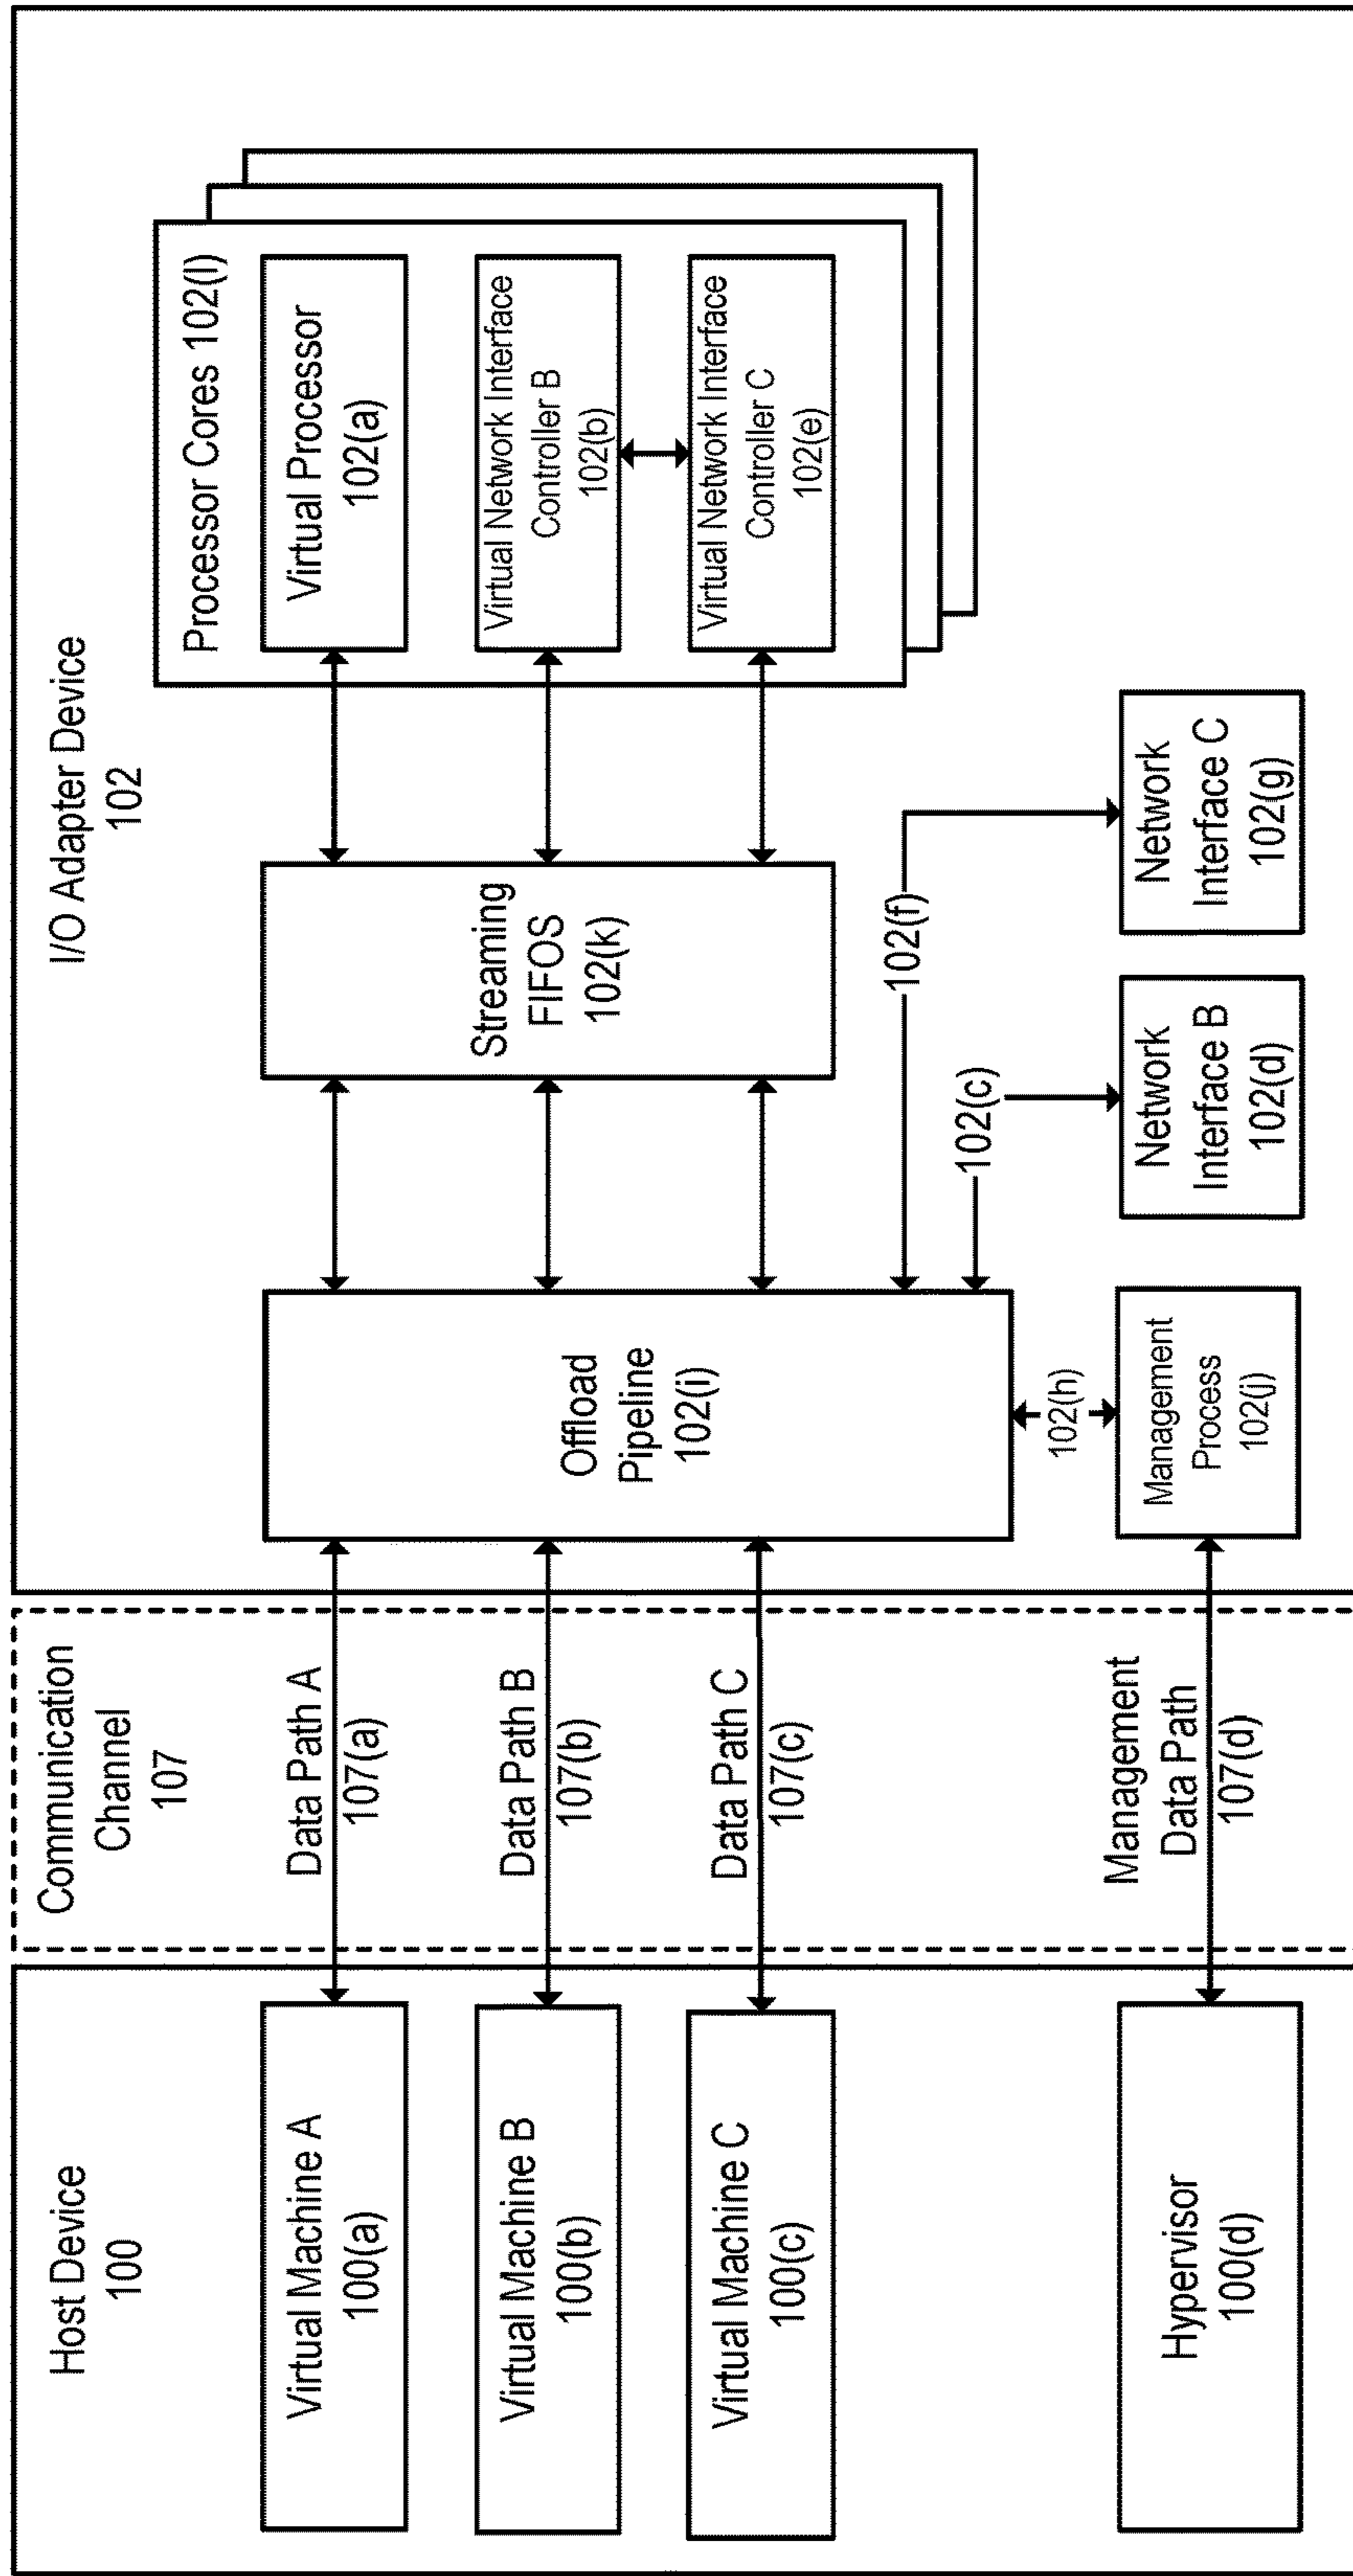 Host Device
100
Virtual Machine A
100(a)
Virtual Machine B
100(b)
Virtual Machine C
100(c)
Hypervisor
100(d)
Communication
Channel
107
Data Path A
107(a)
Data Path B
107(b)
Data Path C
107(c)
Management
Data Path
107(d)
I/O Adapter Device
102
Offload
Pipeline
102(i)
102(h)
Management
Process
102(j)
Streaming
FIFOS
102(k)
102(f)
102(c)
Network
Interface B
102(d)
Network
Interface C
102(g)
Processor Cores 102(l)
Virtual Processor
102(a)
Virtual Network Interface
Controller B
102(b)
Virtual Network Interface
Controller C
102(e)